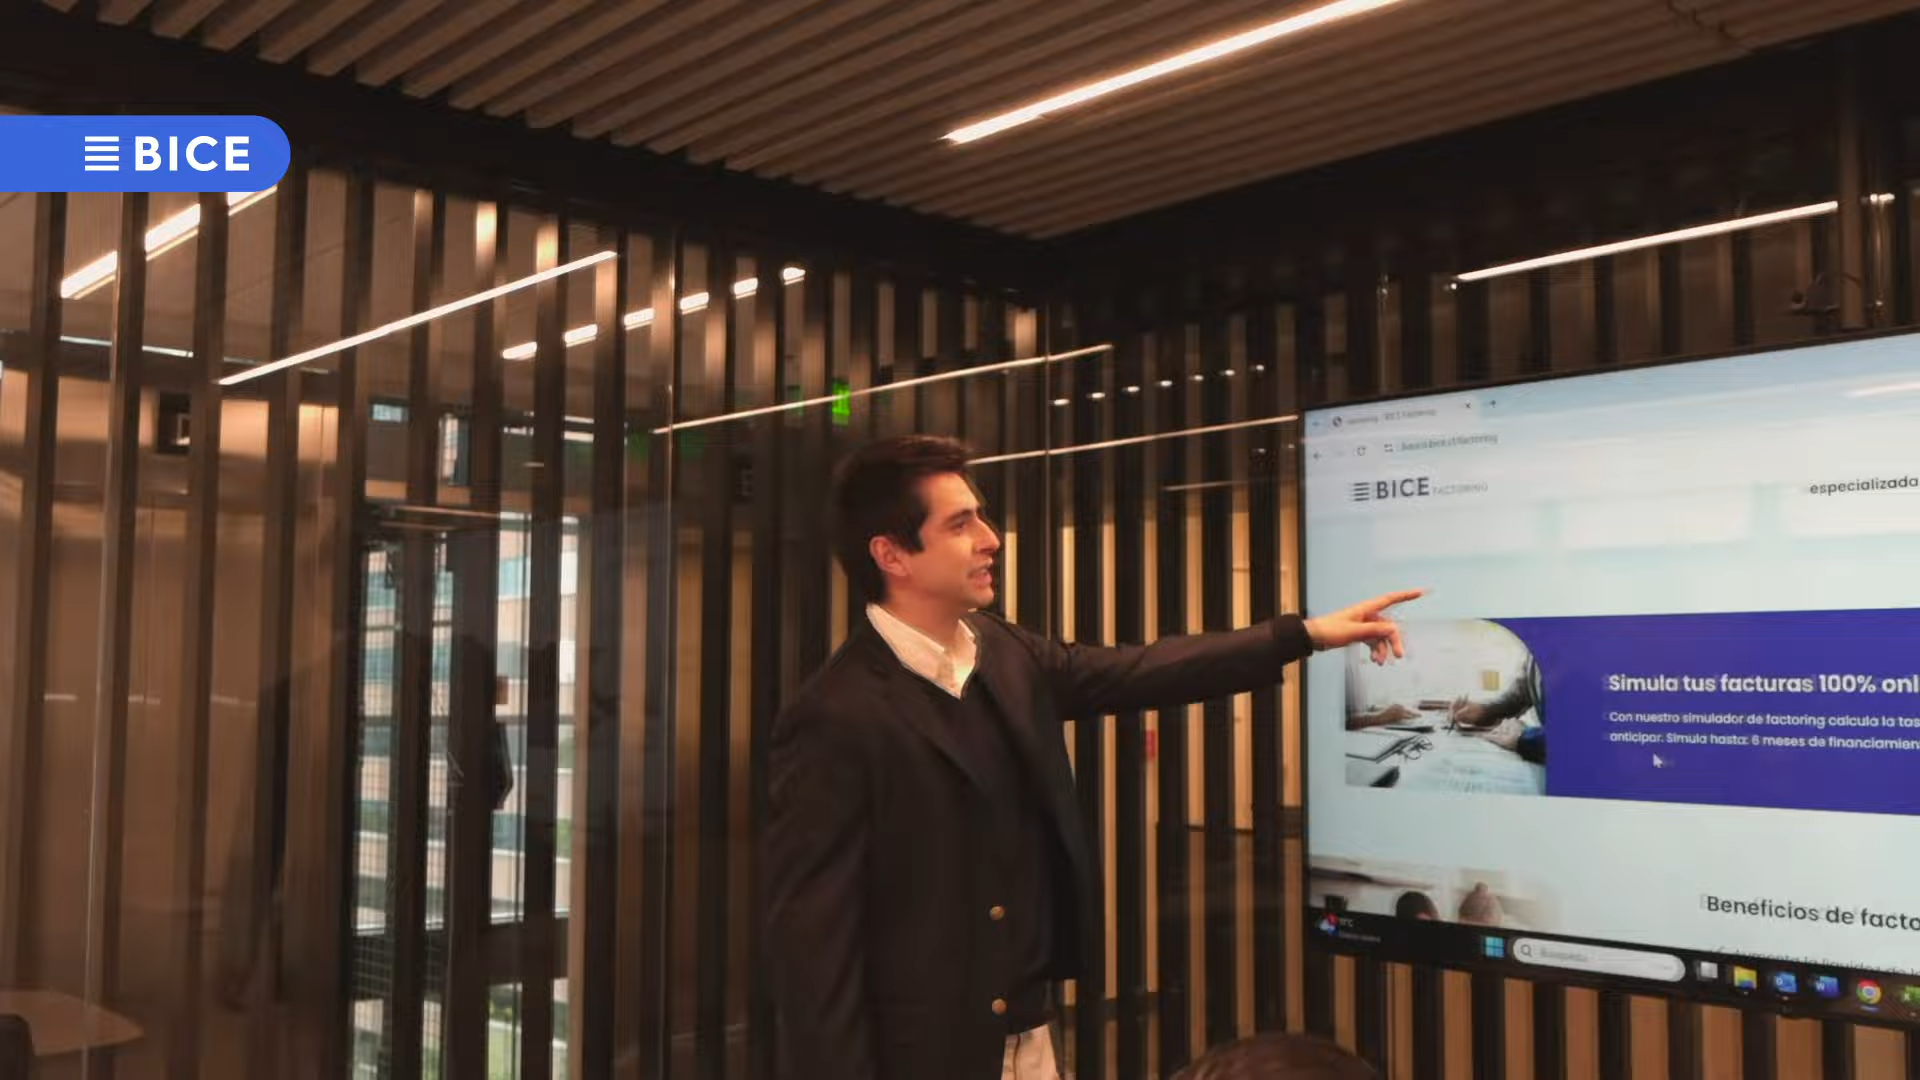 BICE
BICE FACTORING
especializada
Simula tus facturas 100% onl
Con nuestro simulador de factoring calcula la tas
anticipar. Simula hasta: 6 meses de financiamien
Beneficios de facto